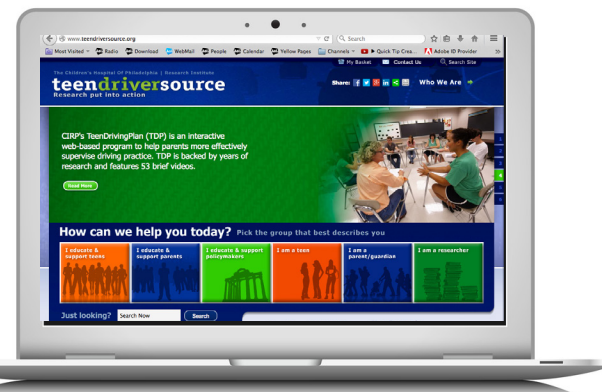 www.teendriversource.org
Search
Most Visited
Radio
Download
WebMail
People
Calendar
Yellow Pages
Channels
Quick Tip Crea...
Adobe ID Provider
My Basket
Contact Us
Search Site
The Children's Hospital Of Philadelphia | Research Institute
teendriversource
Research put into action
Share:
Who We Are
CIRP's TeenDrivingPlan (TDP) is an interactive
web-based program to help parents more effectively
supervise driving practice. TDP is backed by years of
research and features 53 brief videos.
Read More
How can we help you today? Pick the group that best describes you
I educate &
support teens
I educate &
support parents
I educate & support
policymakers
I am a teen
I am a
parent/guardian
I am a researcher
Just looking?
Search Now
Search